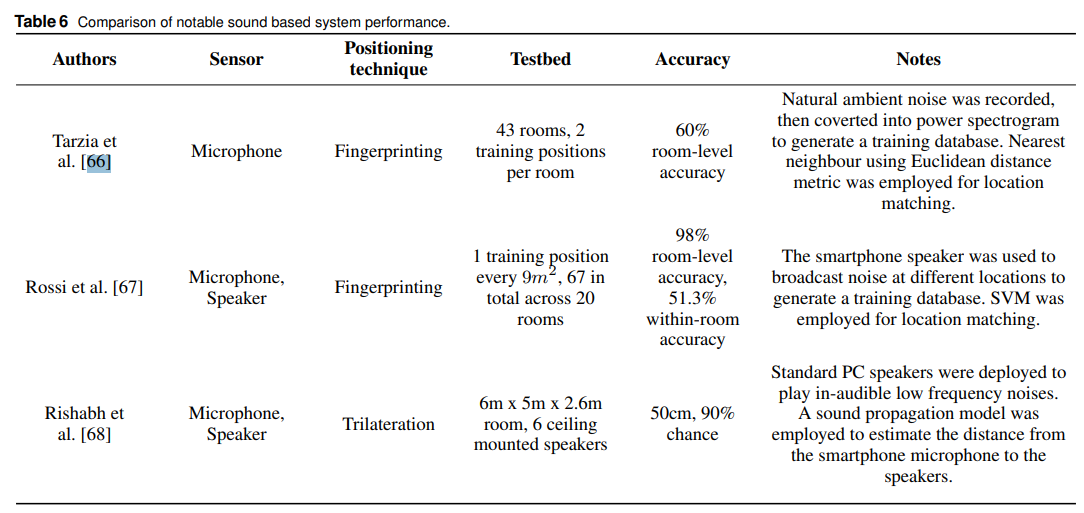 Table 6 Comparison of notable sound based system performance.
Authors Sensor Positioning technique Testbed Accuracy Notes
Tarzia et
al. [66]
Microphone
Fingerprinting
43 rooms, 2
training positions
per room
60%
room-level
accuracy
Natural ambient noise was recorded,
then coverted into power spectrogram
to generate a training database. Nearest
neighbour using Euclidean distance
metric was employed for location
matching.
Rossi et al. [67]
Microphone,
Speaker
Fingerprinting
1 training position
every 9m², 67 in
total across 20
rooms
98%
room-level
accuracy,
51.3%
within-room
accuracy
The smartphone speaker was used to
broadcast noise at different locations to
generate a training database. SVM was
employed for location matching.
Rishabh et
al. [68]
Microphone,
Speaker
Trilateration
6m x 5m x 2.6m
room, 6 ceiling
mounted speakers
50cm, 90%
chance
Standard PC speakers were deployed to
play in-audible low frequency noises.
A sound propagation model was
employed to estimate the distance from
the smartphone microphone to the
speakers.